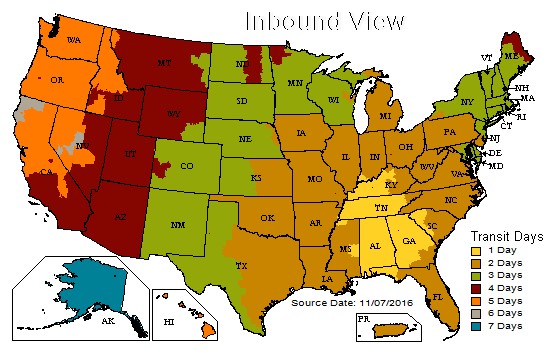 Inbound View
WA
OR
MT
ID
WY
NV
UT
CA
AZ
CO
NM
ND
SD
NE
KS
OK
TX
MN
WI
IA
MO
AR
LA
IL
IN
MI
OH
KY
TN
MS
AL
GA
FL
SC
NC
VA
WV
PA
NY
VT
ME
NH
MA
RI
CT
NJ
DE
MD
AK
HI
PR
Source Date: 11/07/2016
Transit Days
1 Day
2 Days
3 Days
4 Days
5 Days
6 Days
7 Days